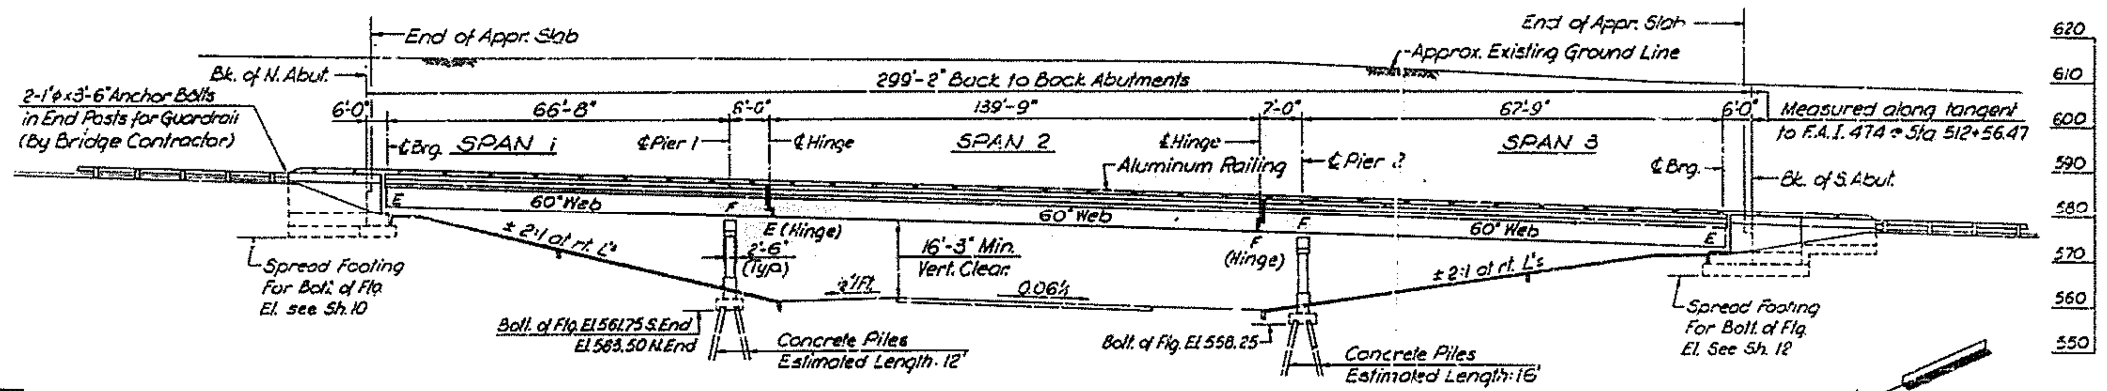 End of Appr. Slab
End of Appr. Slab
Approx. Existing Ground Line
Bk. of N. Abut.
299'-2" Back to Back Abutments
2-1"φx3'-6" Anchor Bolts
in End Posts for Guardrail
(By Bridge Contractor)
6'-0"
66'-8"
6'-0"
139'-9"
7'-0"
67'-9"
6'-0"
Measured along tangent
to F.A.I. 474 @ Sta 512+56.47
℄ Brg.
SPAN 1
℄ Pier 1
℄ Hinge
SPAN 2
℄ Hinge
℄ Pier 2
SPAN 3
℄ Brg.
Bk. of S. Abut.
Aluminum Railing
E
60" Web
F
E (Hinge)
60" Web
F
(Hinge)
F
60" Web
E
± 2:1 at rt. L's
2'-6"
(Typ.)
16'-3" Min.
Vert. Clear.
± 2:1 at rt. L's
Spread Footing
For Bott. of Ftg.
El. see Sh. 10
"/Ft.
0.06%
Bott. of Ftg. El. 561.75 S. End
El. 563.50 N. End
Concrete Piles
Estimated Length: 12'
Bott. of Ftg. El. 558.25
Concrete Piles
Estimated Length: 16'
Spread Footing
For Bott. of Ftg.
El. See Sh. 12
620
610
600
590
580
570
560
550